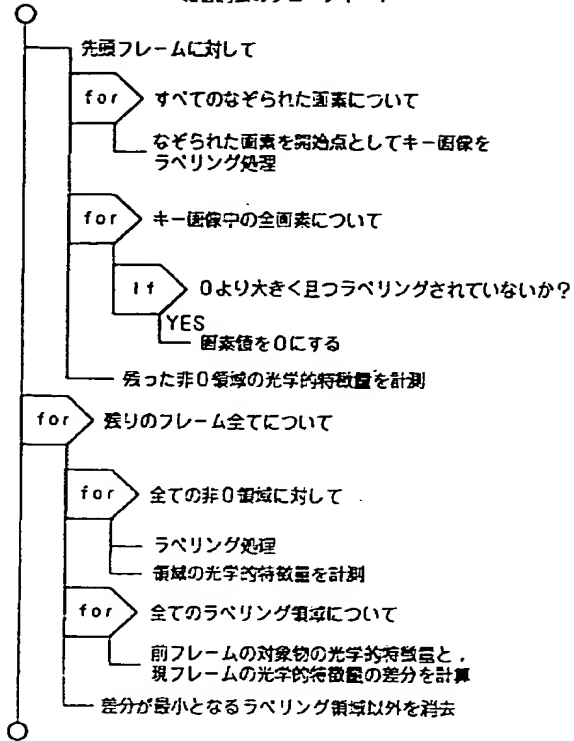 先頭フレームに対して
for すべてのなぞられた画素について
なぞられた画素を開始点としてキー画像を
ラベリング処理
for キー画像中の全画素について
if 0より大きく且つラベリングされていないか?
YES
画素値を0にする
残った非0領域の光学的特徴量を計測
for 残りのフレーム全てについて
for 全ての非0領域に対して
ラベリング処理
領域の光学的特徴量を計測
for 全てのラベリング領域について
前フレームの対象物の光学的特徴量と、
現フレームの光学的特徴量の差分を計算
差分が最小となるラベリング領域以外を消去